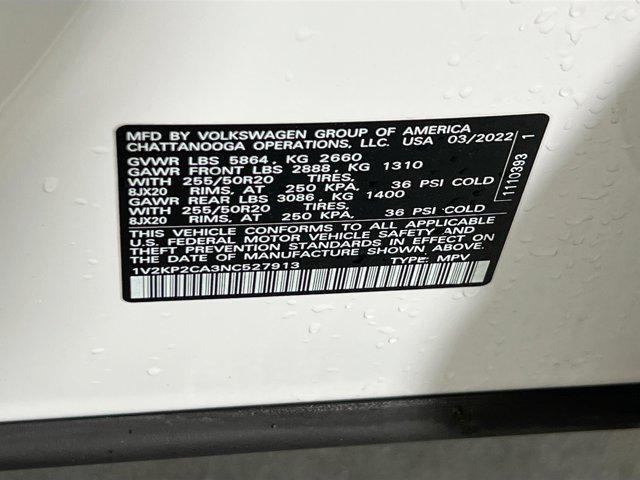 MFD BY VOLKSWAGEN GROUP OF AMERICA
CHATTANOOGA OPERATIONS, LLC. USA 03/2022
GVWR LBS 5864, KG 2660
GAWR FRONT LBS 2888, KG 1310
WITH 255/50R20 TIRES,
8JX20 RIMS, AT 250 KPA, 36 PSI COLD
GAWR REAR LBS 3086, KG 1400
WITH 255/50R20 TIRES,
8JX20 RIMS, AT 250 KPA, 36 PSI COLD
THIS VEHICLE CONFORMS TO ALL APPLICABLE
U.S. FEDERAL MOTOR VEHICLE SAFETY AND
THEFT PREVENTION STANDARDS IN EFFECT ON
THE DATE OF MANUFACTURE SHOWN ABOVE.
1V2KP2CA3NC527913 TYPE: MPV
1110393 1